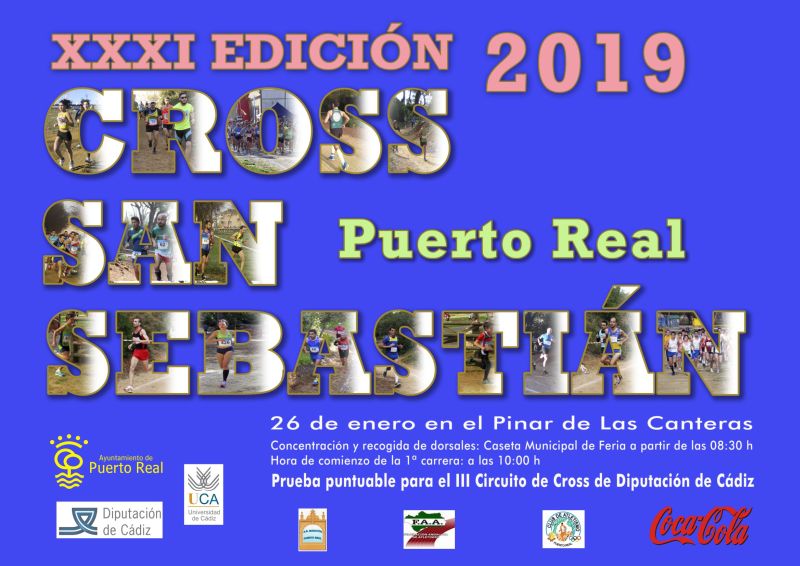 XXXI EDICIÓN
2019
CROSS
SAN
Puerto Real
SEBASTIÁN
26 de enero en el Pinar de Las Canteras
Concentración y recogida de dorsales: Caseta Municipal de Feria a partir de las 08:30 h
Hora de comienzo de la 1ª carrera: a las 10:00 h
Prueba puntuable para el III Circuito de Cross de Diputación de Cádiz
Ayuntamiento de
Puerto Real
Diputación
de Cádiz
UCA
Universidad
de Cádiz
F.A.A.
CLUB DE ATLETISMO
Coca-Cola